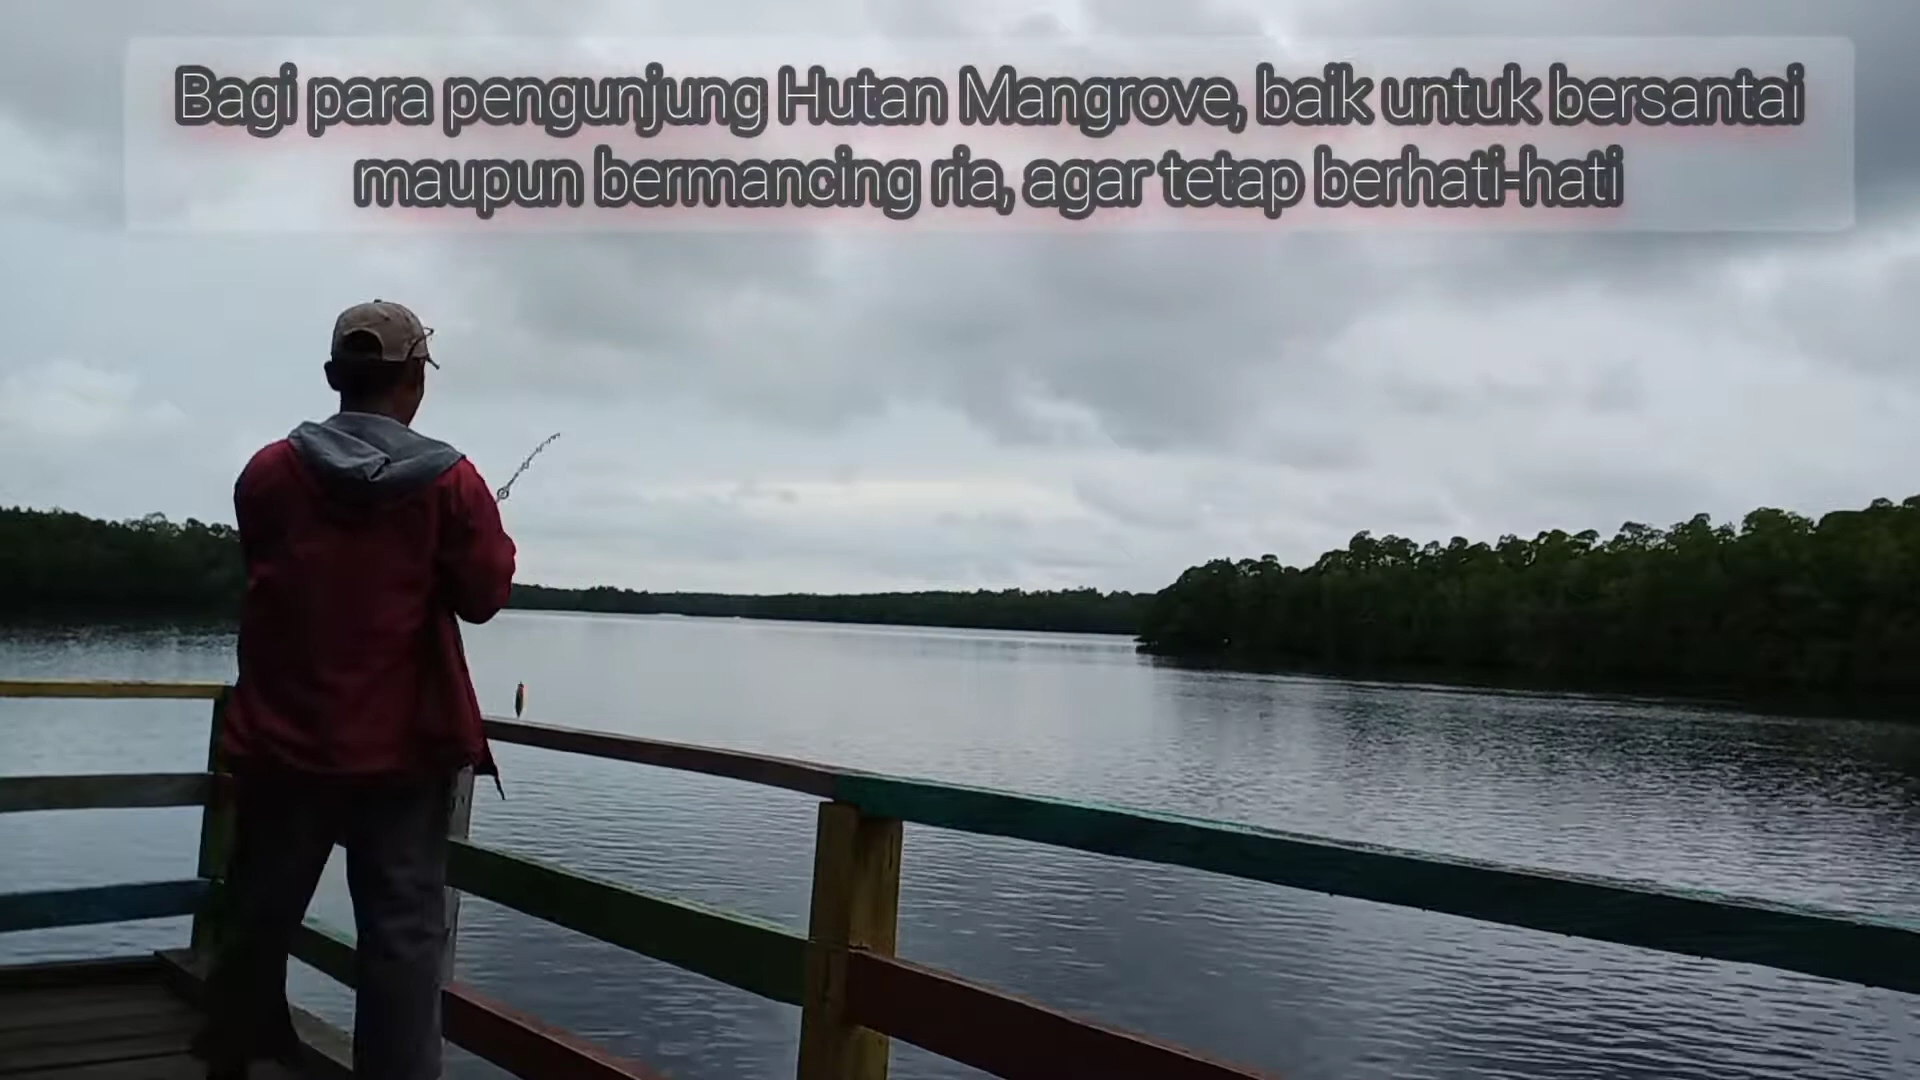 Bagi para pengunjung Hutan Mangrove, baik untuk bersantai
maupun bermancing ria, agar tetap berhati-hati